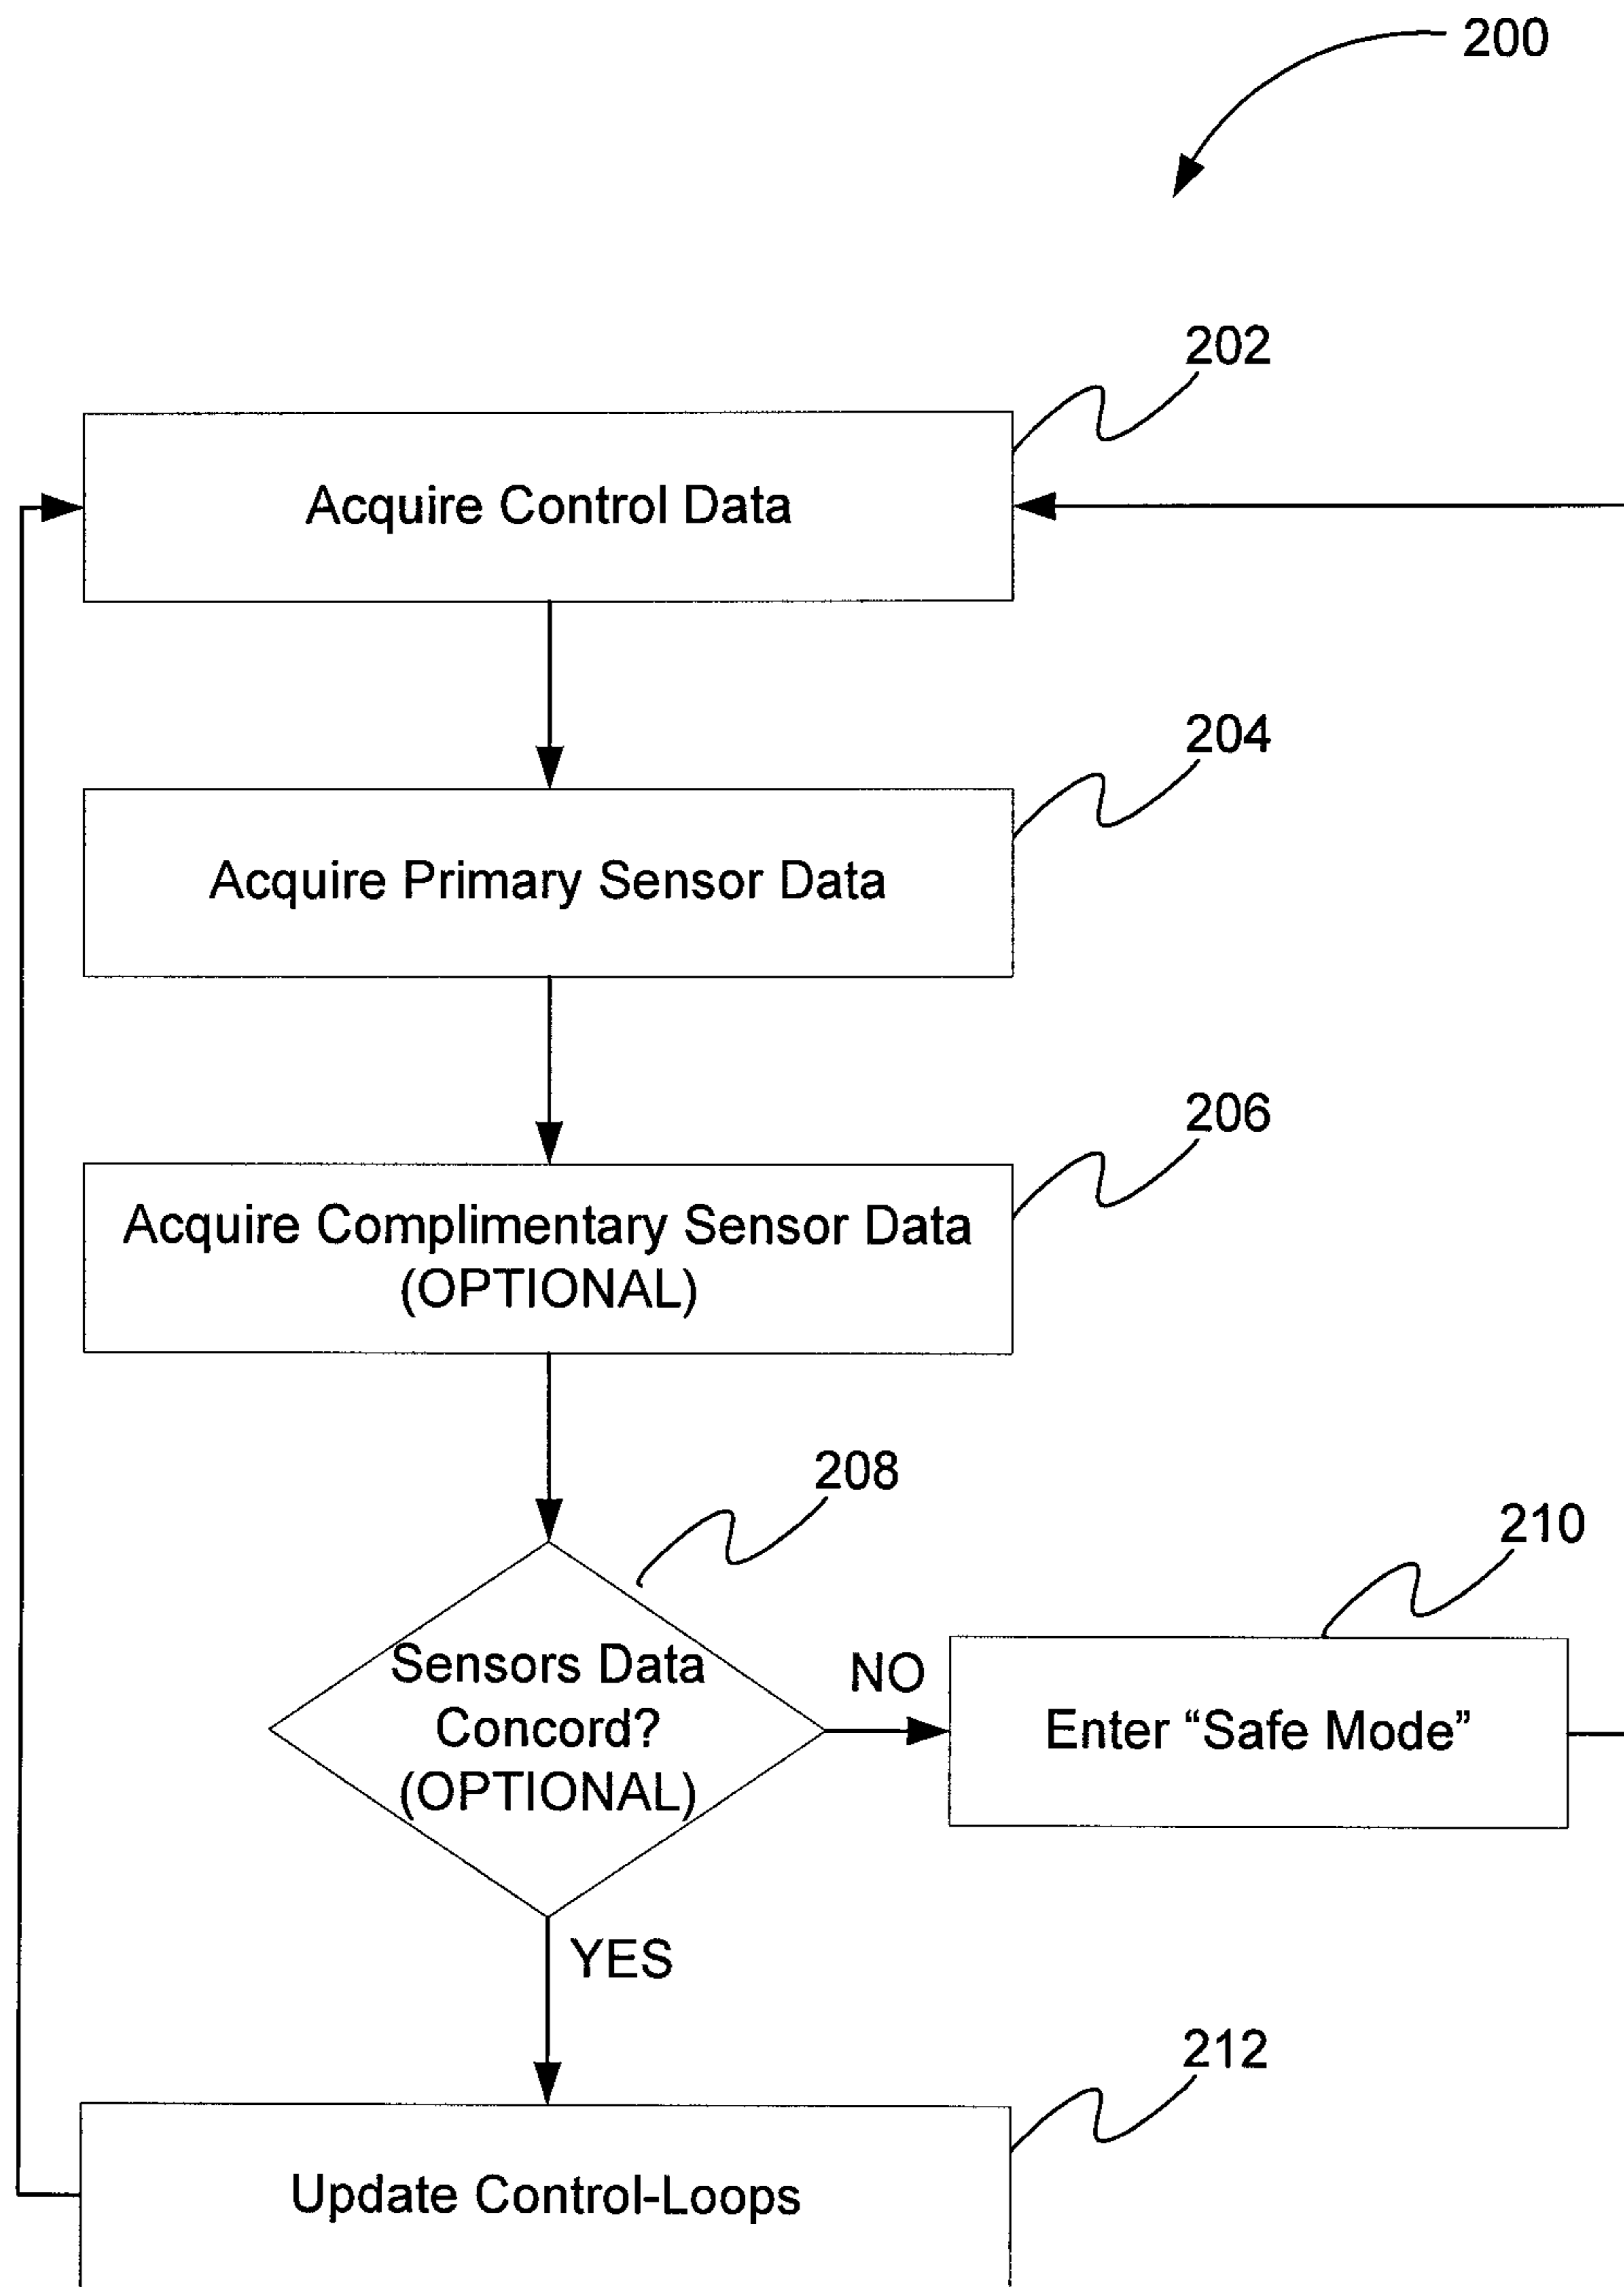 200
202
Acquire Control Data
204
Acquire Primary Sensor Data
206
Acquire Complimentary Sensor Data
(OPTIONAL)
208
Sensors Data
Concord?
(OPTIONAL)
NO
210
Enter “Safe Mode”
YES
212
Update Control-Loops